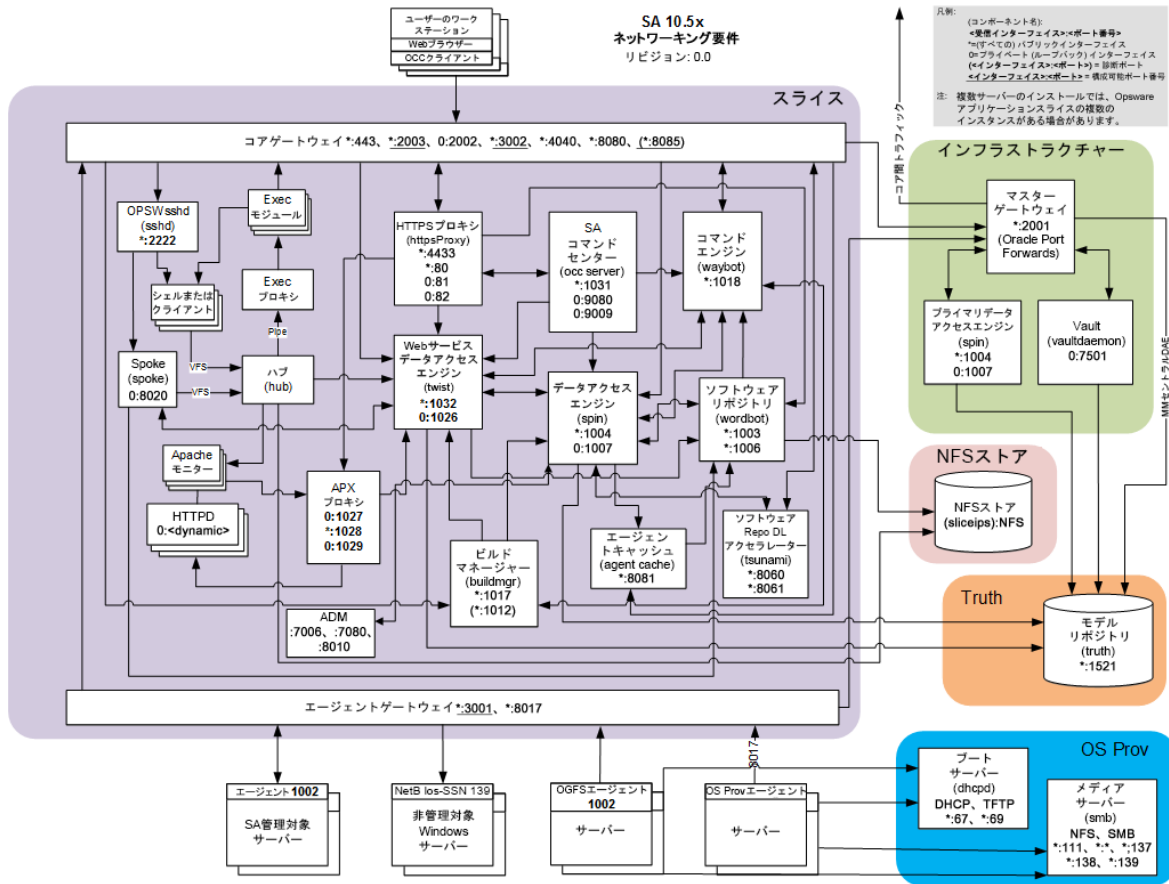 ユーザーのワーク
ステーション
Webブラウザー
OCCクライアント
SA 10.5x
ネットワーキング要件
リビジョン: 0.0
凡例:
(コンポーネント名):
<受信インターフェイス>:<ポート番号>
*=(すべての) パブリックインターフェイス
0=プライベート (ループバック) インターフェイス
(<インターフェイス>:<ポート>) = 診断ポート
<インターフェイス>:<ポート> = 構成可能ポート番号
注: 複数サーバーのインストールでは、Opsware
アプリケーションスライスの複数の
インスタンスがある場合があります。
スライス
コアゲートウェイ*:443、*:2003、0:2002、*:3002、*:4040、*:8080、(*:8085)
コア間トラフィック
OPSWsshd
(sshd)
*:2222
Exec
モジュール
Exec
プロキシ
シェルまたは
クライアント
Pipe
VFS
VFS
Spoke
(spoke)
0:8020
ハブ
(hub)
HTTPSプロキシ
(httpsProxy)
*:4433
*:80
0:81
0:82
SA
コマンド
センター
(occ server)
*:1031
0:9080
0:9009
コマンド
エンジン
(waybot)
*:1018
Webサービス
データアクセス
エンジン
(twist)
*:1032
0:1026
データアクセス
エンジン
(spin)
*:1004
0:1007
ソフトウェア
リポジトリ
(wordbot)
*:1003
*:1006
Apache
モニター
HTTPD
0:<dynamic>
APX
プロキシ
0:1027
*:1028
0:1029
ビルド
マネージャー
(buildmgr)
*:1017
(*:1012)
エージェント
キャッシュ
(agent cache)
*:8081
ソフトウェア
Repo DL
アクセラレーター
(tsunami)
*:8060
*:8061
ADM
:7006、:7080、
:8010
エージェントゲートウェイ*:3001、*:8017
インフラストラクチャー
マスター
ゲートウェイ
*:2001
(Oracle Port
Forwards)
プライマリデータ
アクセスエンジン
(spin)
*:1004
0:1007
Vault
(vaultdaemon)
0:7501
MMセントラルDAE
NFSストア
NFSストア
(sliceips):NFS
Truth
モデル
リポジトリ
(truth)
*:1521
エージェント1002
SA管理対象
サーバー
NetB Ios-SSN 139
非管理対象
Windows
サーバー
OGFSエージェント
1002
サーバー
8017
OS Provエージェント
サーバー
OS Prov
ブート
サーバー
(dhcpd)
DHCP、TFTP
*:67、*:69
メディア
サーバー
(smb)
NFS、SMB
*:111、*:*、*;137
*:138、*:139